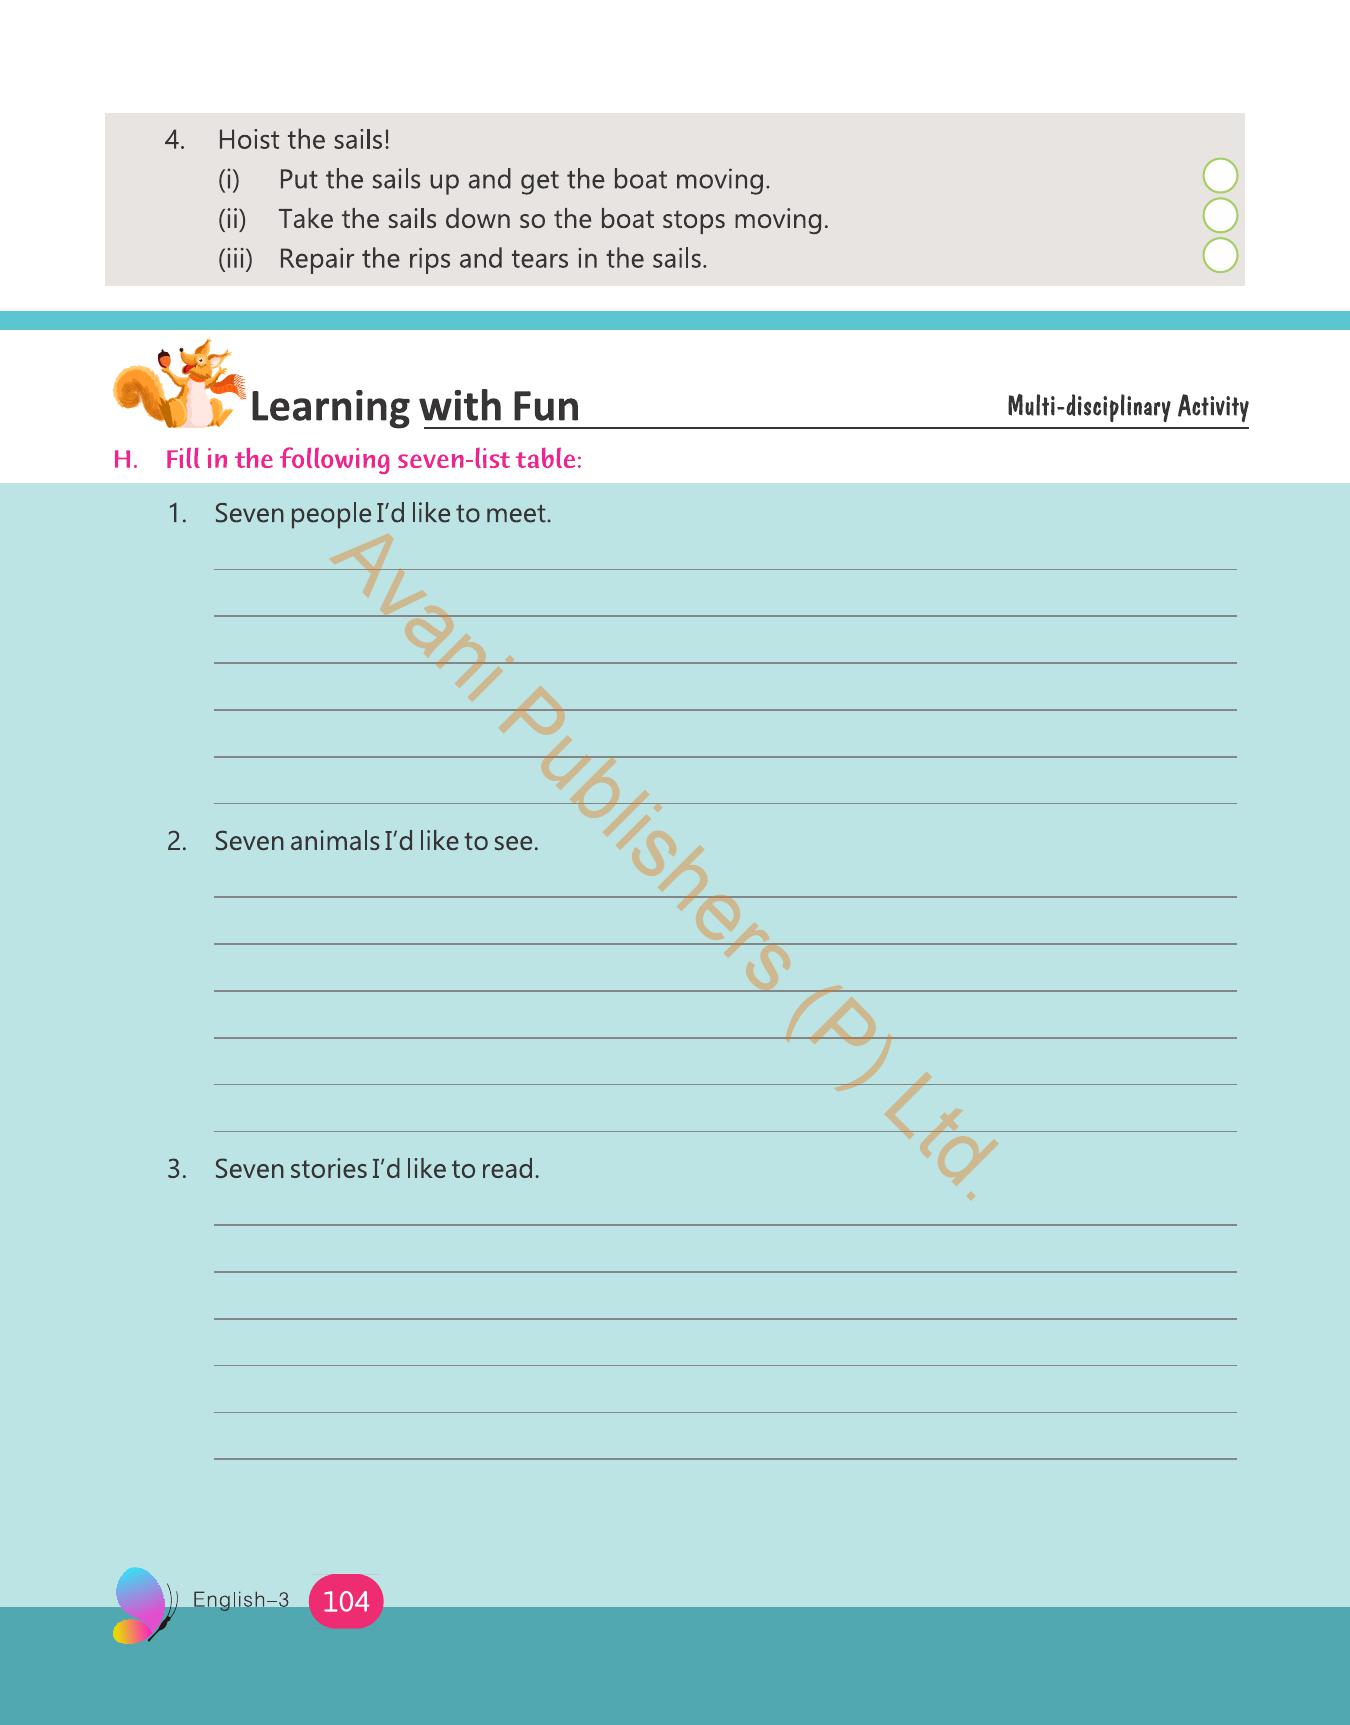 4. Hoist the sails!
(i) Put the sails up and get the boat moving.
(ii) Take the sails down so the boat stops moving.
(iii) Repair the rips and tears in the sails.
Learning with Fun
Multi-disciplinary Activity
H. Fill in the following seven-list table:
1. Seven people I'd like to meet.
Avani Publishers (P) Ltd.
2. Seven animals I'd like to see.
3. Seven stories I'd like to read.
English–3 104